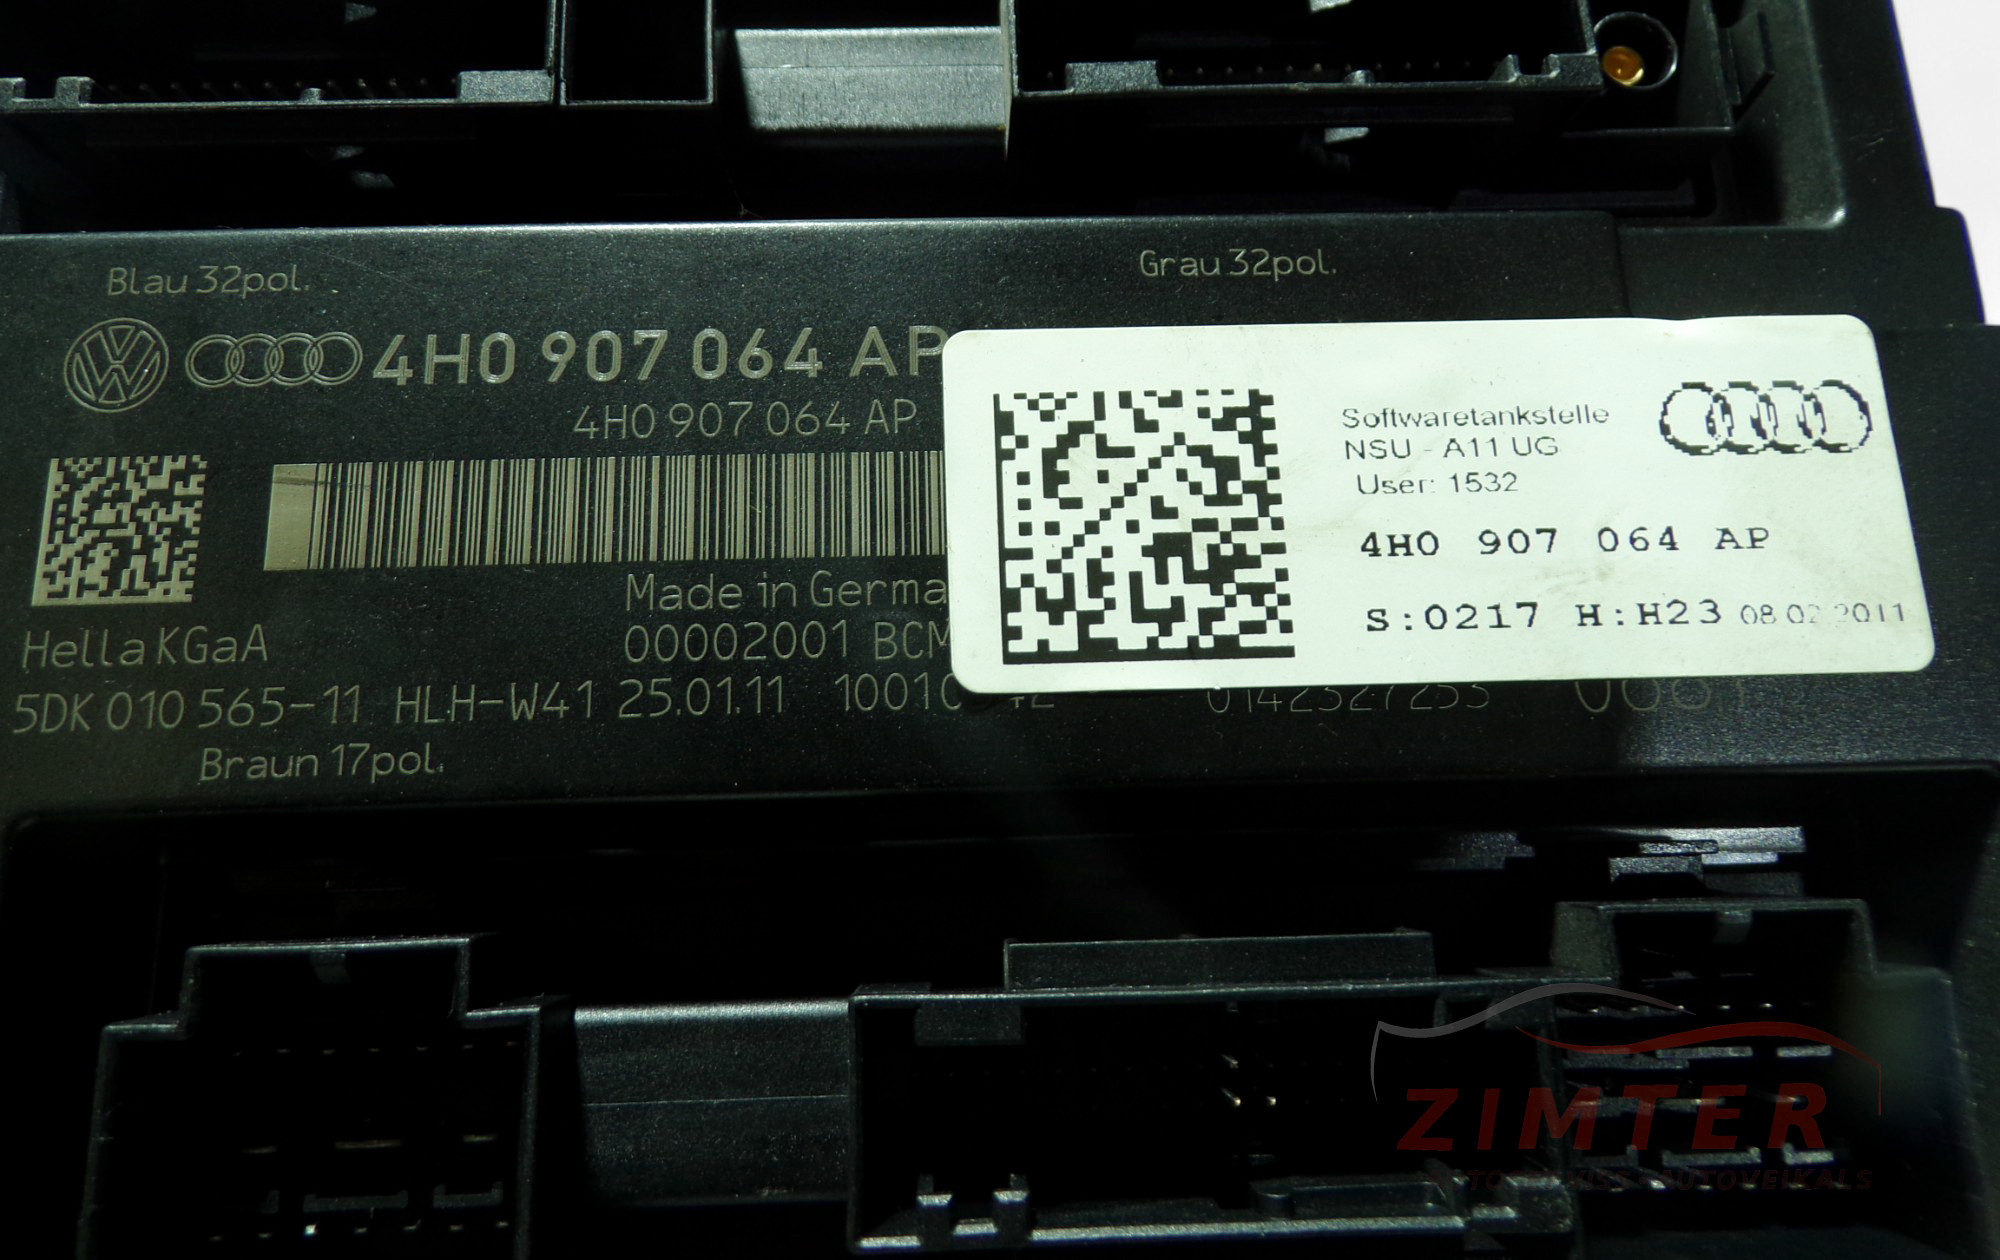 Blau 32pol.
Grau 32pol.
4H0 907 064 AP
4H0 907 064 AP
Made in Germa
00002001 BCM
Hella KGaA
5DK 010 565-11 HLH-W41 25.01.11 0142327253
Braun 17pol.
Softwaretankstelle
NSU - A11 UG
User: 1532
4H0 907 064 AP
S:0217 H:H23 08.02.2011
ZIMTER